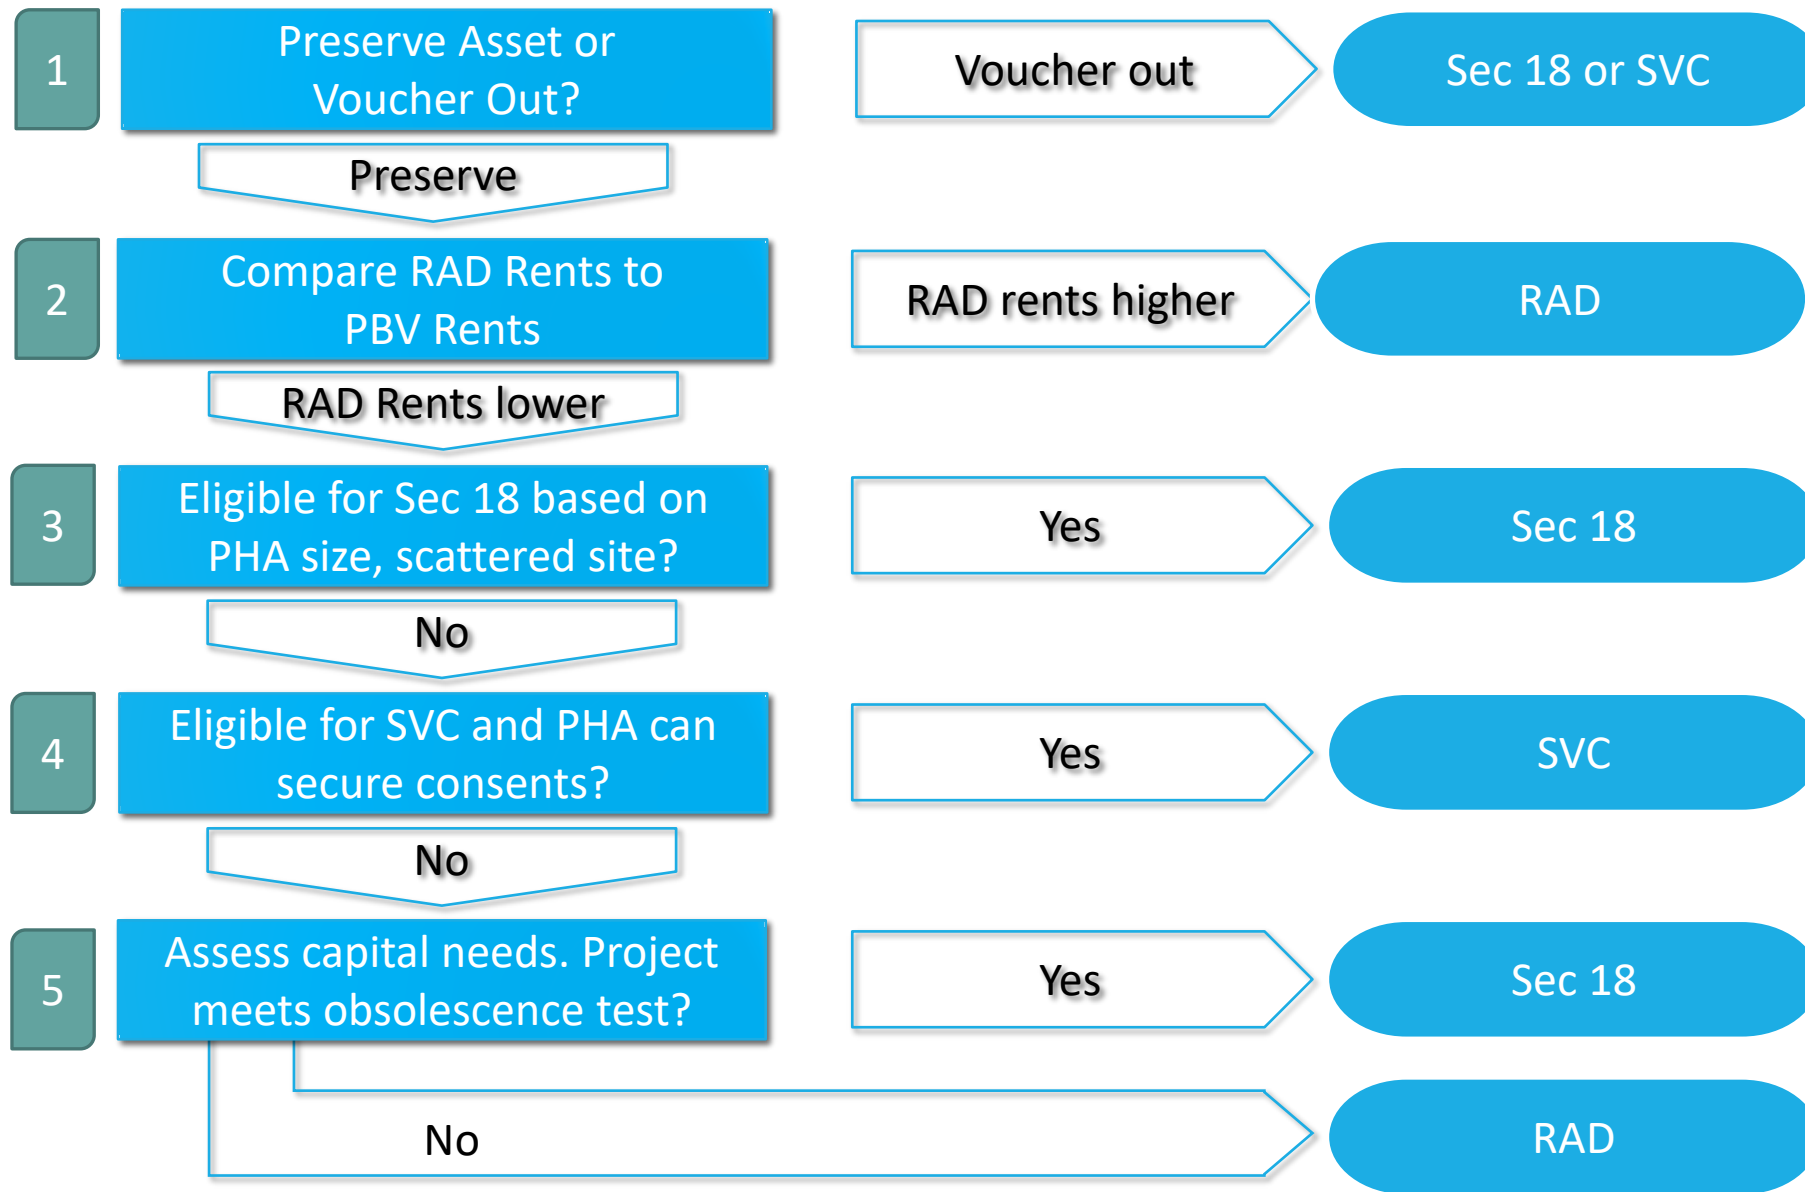 1
Preserve Asset or
Voucher Out?
Voucher out
Sec 18 or SVC
Preserve
2
Compare RAD Rents to
PBV Rents
RAD rents higher
RAD
RAD Rents lower
3
Eligible for Sec 18 based on
PHA size, scattered site?
Yes
Sec 18
No
4
Eligible for SVC and PHA can
secure consents?
Yes
SVC
No
5
Assess capital needs. Project
meets obsolescence test?
Yes
Sec 18
No
RAD